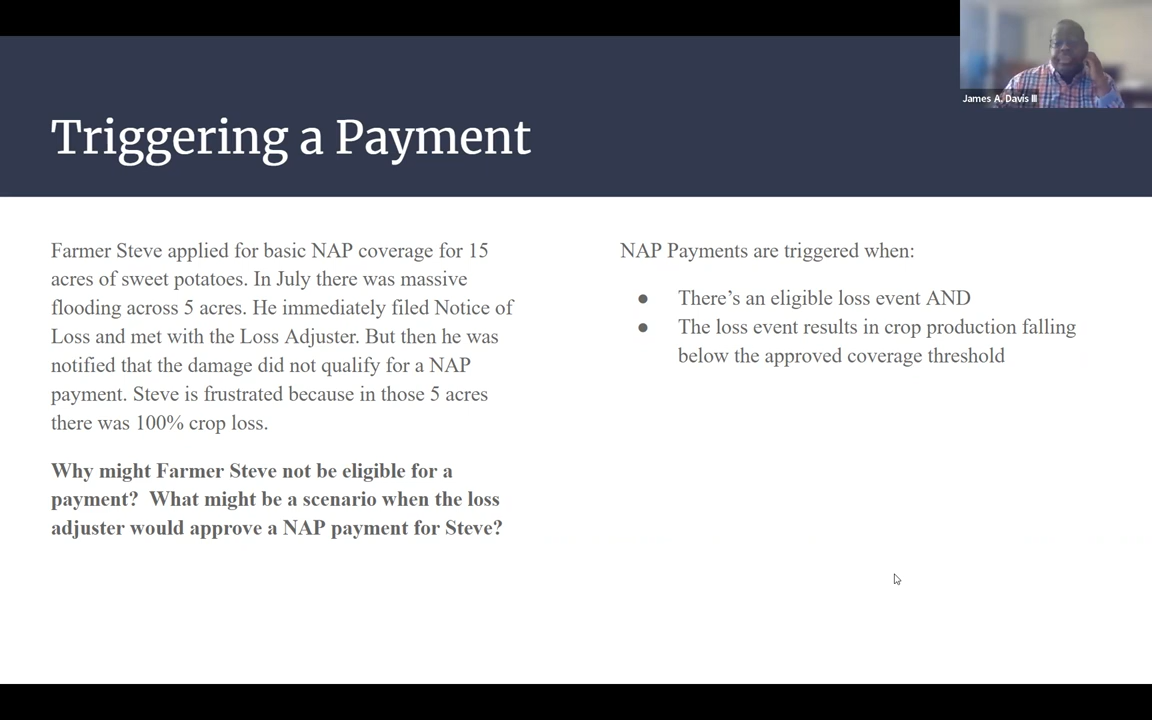 James A. Davis III
Triggering a Payment
Farmer Steve applied for basic NAP coverage for 15
acres of sweet potatoes. In July there was massive
flooding across 5 acres. He immediately filed Notice of
Loss and met with the Loss Adjuster. But then he was
notified that the damage did not qualify for a NAP
payment. Steve is frustrated because in those 5 acres
there was 100% crop loss.
Why might Farmer Steve not be eligible for a
payment?  What might be a scenario when the loss
adjuster would approve a NAP payment for Steve?
NAP Payments are triggered when:
● There’s an eligible loss event AND
● The loss event results in crop production falling
below the approved coverage threshold